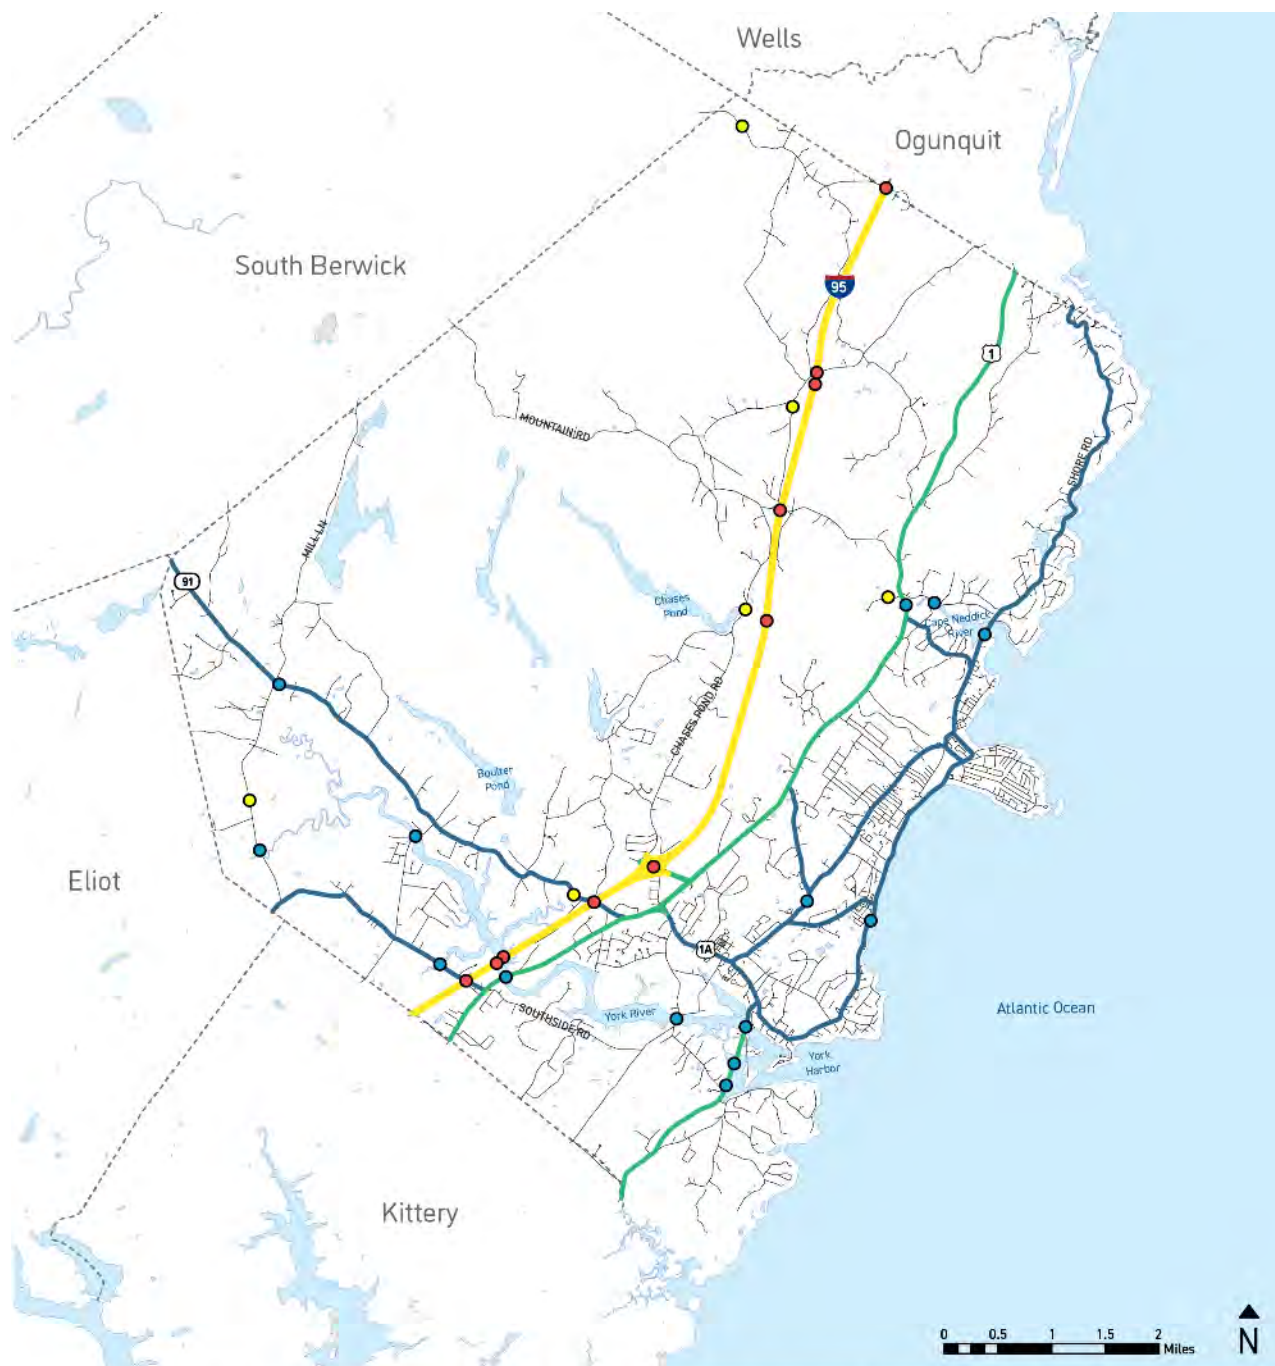 Wells
Ogunquit
South Berwick
95
1
MOUNTAIN RD
SHORE RD
MILL LN
91
Chases
Pond
Cape Neddick
River
CHASES POND RD
Boulter
Pond
Eliot
1A
Atlantic Ocean
SOUTHSIDE RD
York River
York
Harbor
Kittery
0 0.5 1 1.5 2
Miles
N